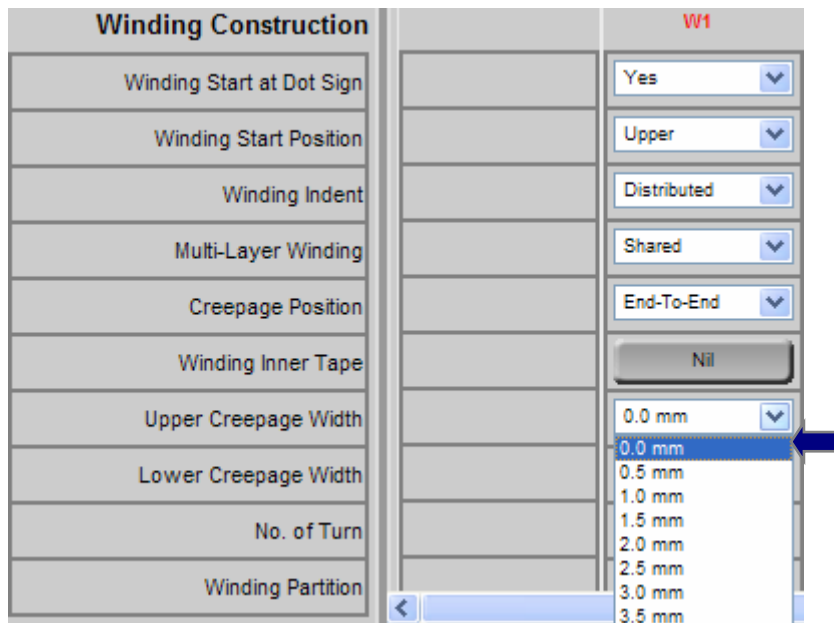 Winding Construction W1
Winding Start at Dot Sign Yes
Winding Start Position Upper
Winding Indent Distributed
Multi-Layer Winding Shared
Creepage Position End-To-End
Winding Inner Tape Nil
Upper Creepage Width 0.0 mm
0.0 mm
Lower Creepage Width 0.5 mm
1.0 mm
No. of Turn 1.5 mm
2.0 mm
2.5 mm
Winding Partition 3.0 mm
3.5 mm